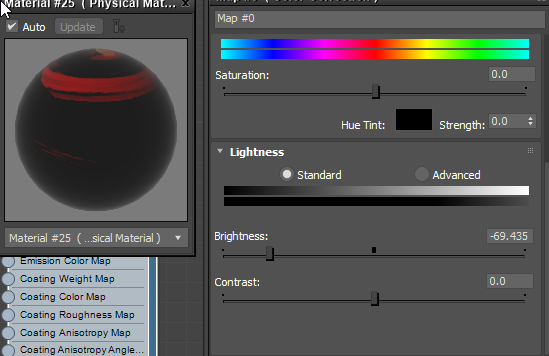 Material #25 ( Physical Mat...
Auto
Update
Material #25 ( ...sical Material )
Emission Color Map
Coating Weight Map
Coating Color Map
Coating Roughness Map
Coating Anisotropy Map
Coating Anisotropy Angle...
Map #0
Saturation:
0.0
Hue Tint:
Strength:
0.0
Lightness
Standard
Advanced
Brightness:
-69.435
Contrast:
0.0